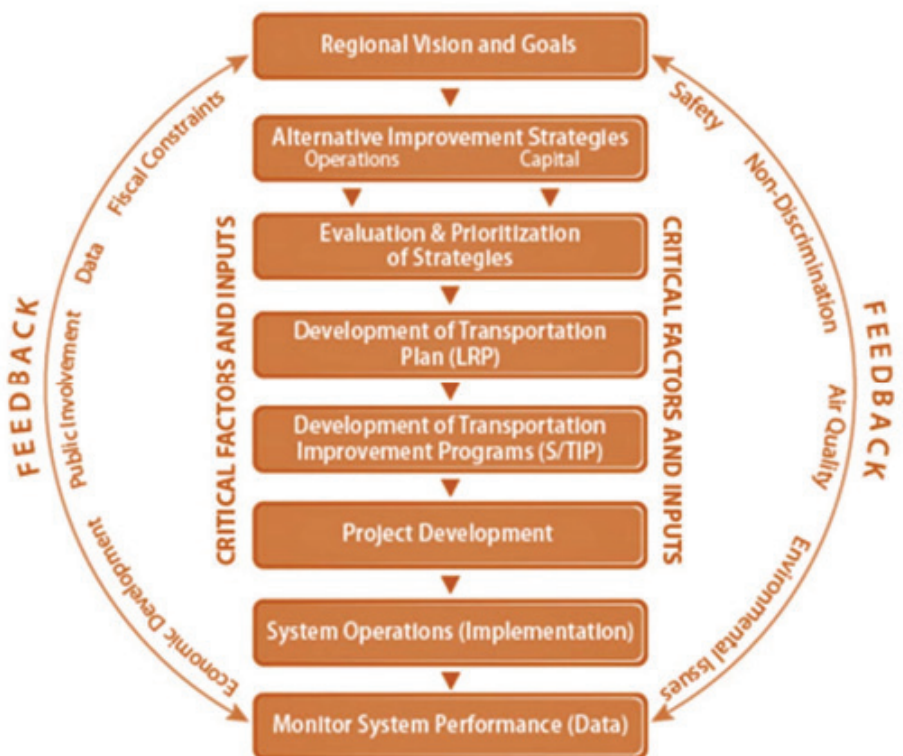 Regional Vision and Goals
Alternative Improvement Strategies
Operations Capital
Evaluation & Prioritization
of Strategies
Development of Transportation
Plan (LRP)
Development of Transportation
Improvement Programs (S/TIP)
Project Development
System Operations (Implementation)
Monitor System Performance (Data)
CRITICAL FACTORS AND INPUTS
CRITICAL FACTORS AND INPUTS
FEEDBACK
Economic Development
Public Involvement
Data
Fiscal Constraints
Safety
Non-Discrimination
Air Quality
Environmental Issues
FEEDBACK